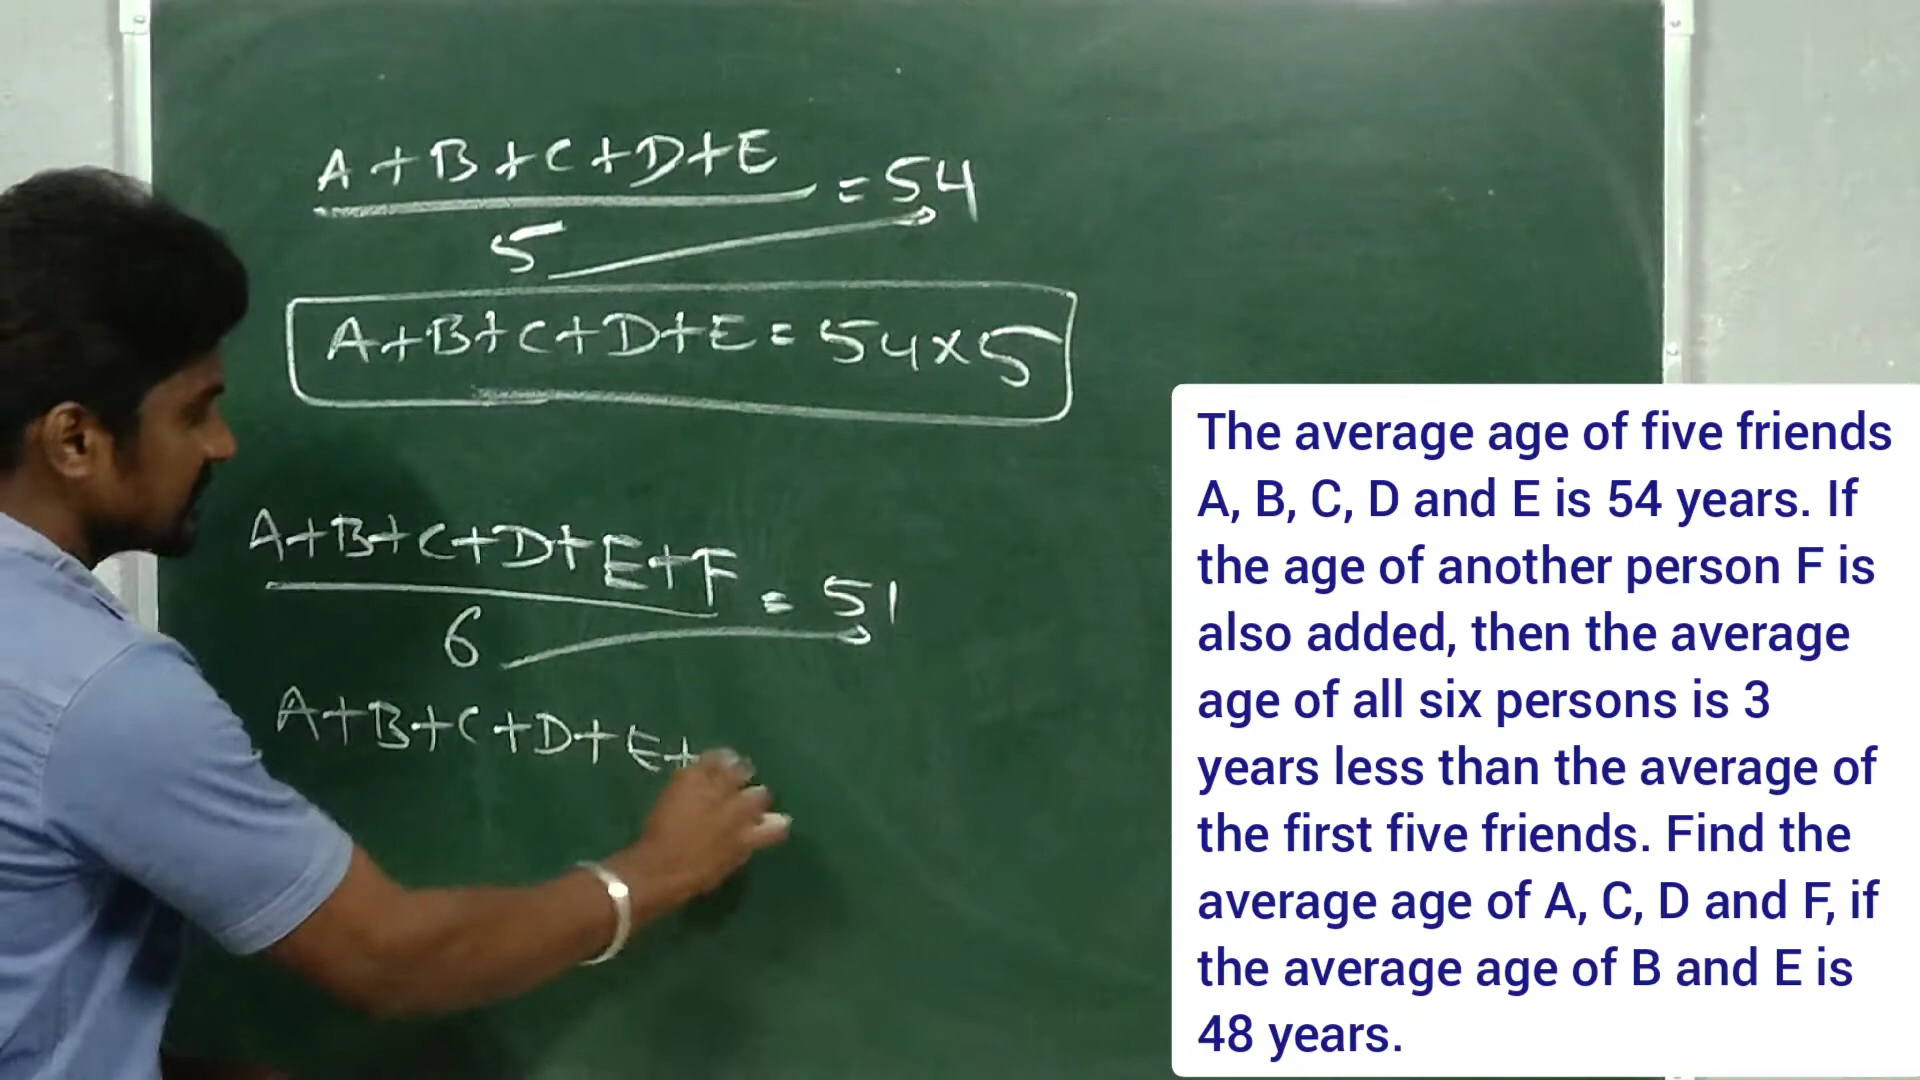 A+B+C+D+E
5
=54
A+B+C+D+E=54×5
A+B+C+D+E+F
6
=51
A+B+C+D+E+
The average age of five friends
A, B, C, D and E is 54 years. If
the age of another person F is
also added, then the average
age of all six persons is 3
years less than the average of
the first five friends. Find the
average age of A, C, D and F, if
the average age of B and E is
48 years.